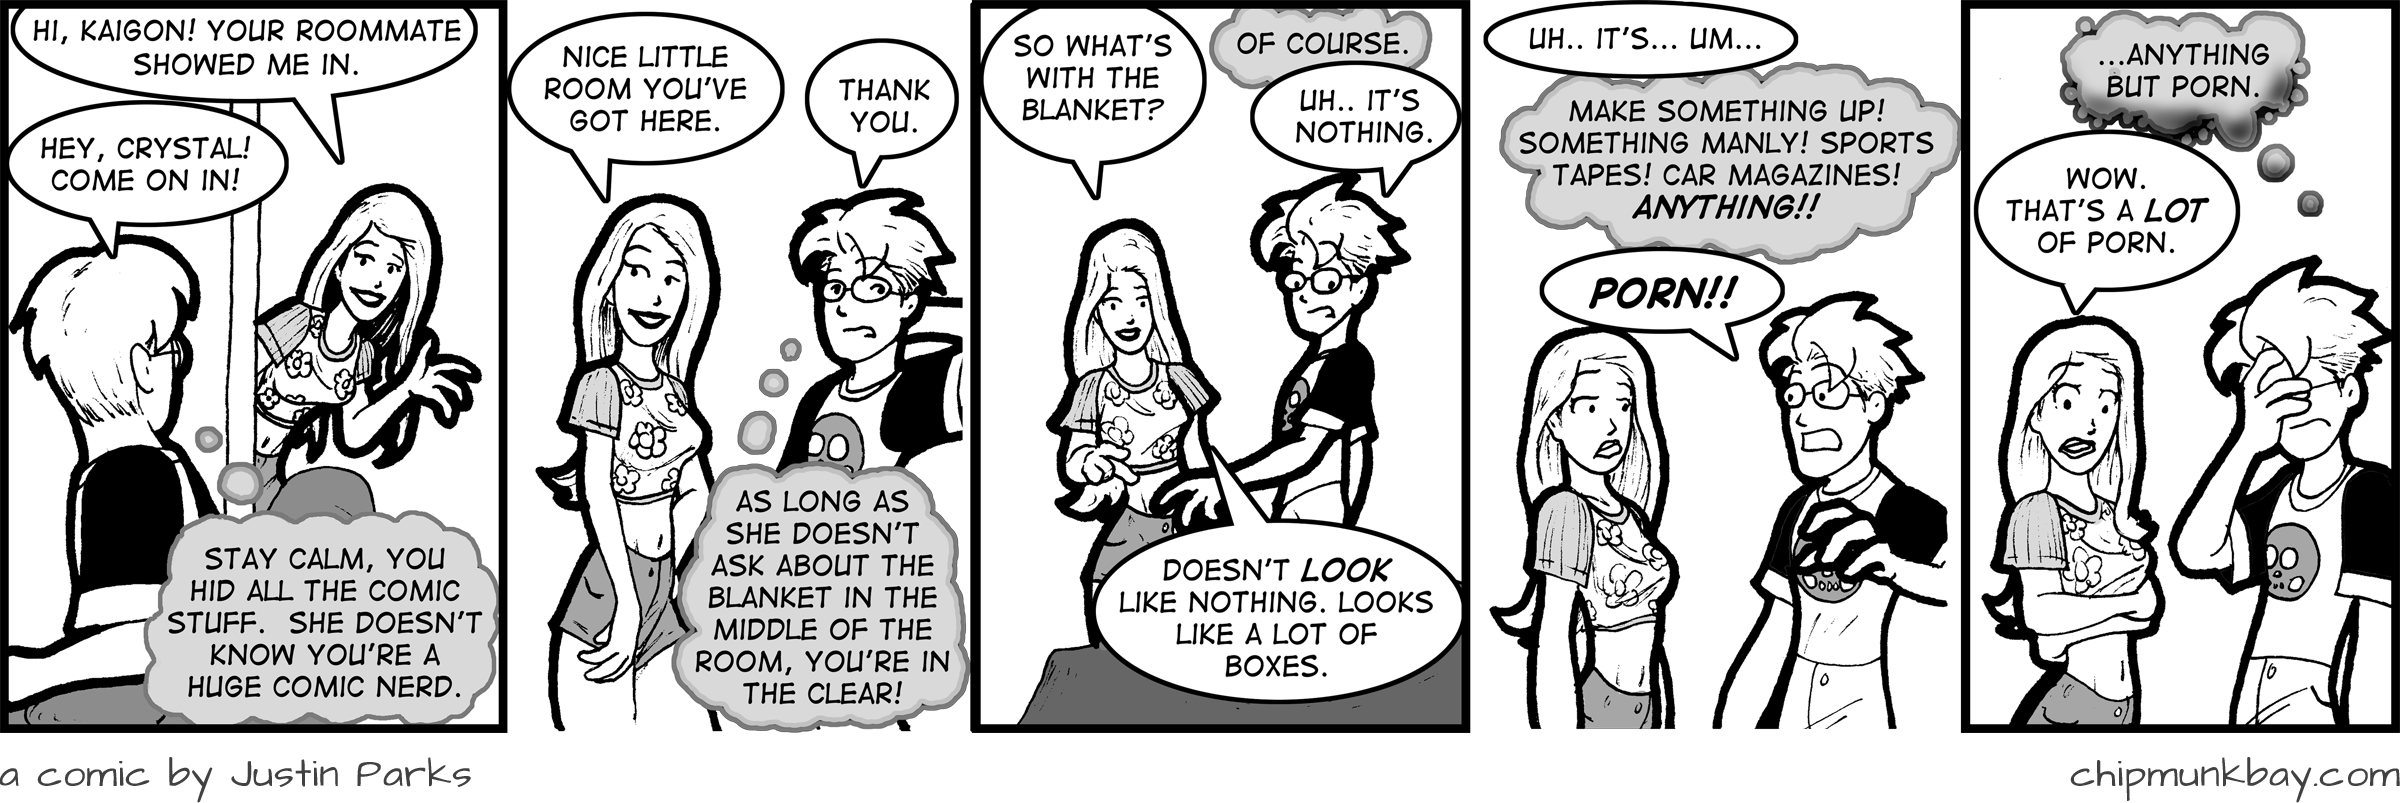 HI, KAIGON! YOUR ROOMMATE
SHOWED ME IN.
HEY, CRYSTAL!
COME ON IN!
STAY CALM, YOU
HID ALL THE COMIC
STUFF. SHE DOESN'T
KNOW YOU'RE A
HUGE COMIC NERD.
NICE LITTLE
ROOM YOU'VE
GOT HERE.
THANK
YOU.
AS LONG AS
SHE DOESN'T
ASK ABOUT THE
BLANKET IN THE
MIDDLE OF THE
ROOM, YOU'RE IN
THE CLEAR!
SO WHAT'S
WITH THE
BLANKET?
OF COURSE.
UH.. IT'S
NOTHING.
DOESN'T LOOK
LIKE NOTHING. LOOKS
LIKE A LOT OF
BOXES.
UH.. IT'S... UM...
MAKE SOMETHING UP!
SOMETHING MANLY! SPORTS
TAPES! CAR MAGAZINES!
ANYTHING!!
PORN!!
...ANYTHING
BUT PORN.
WOW.
THAT'S A LOT
OF PORN.
a comic by Justin Parks
chipmunkbay.com